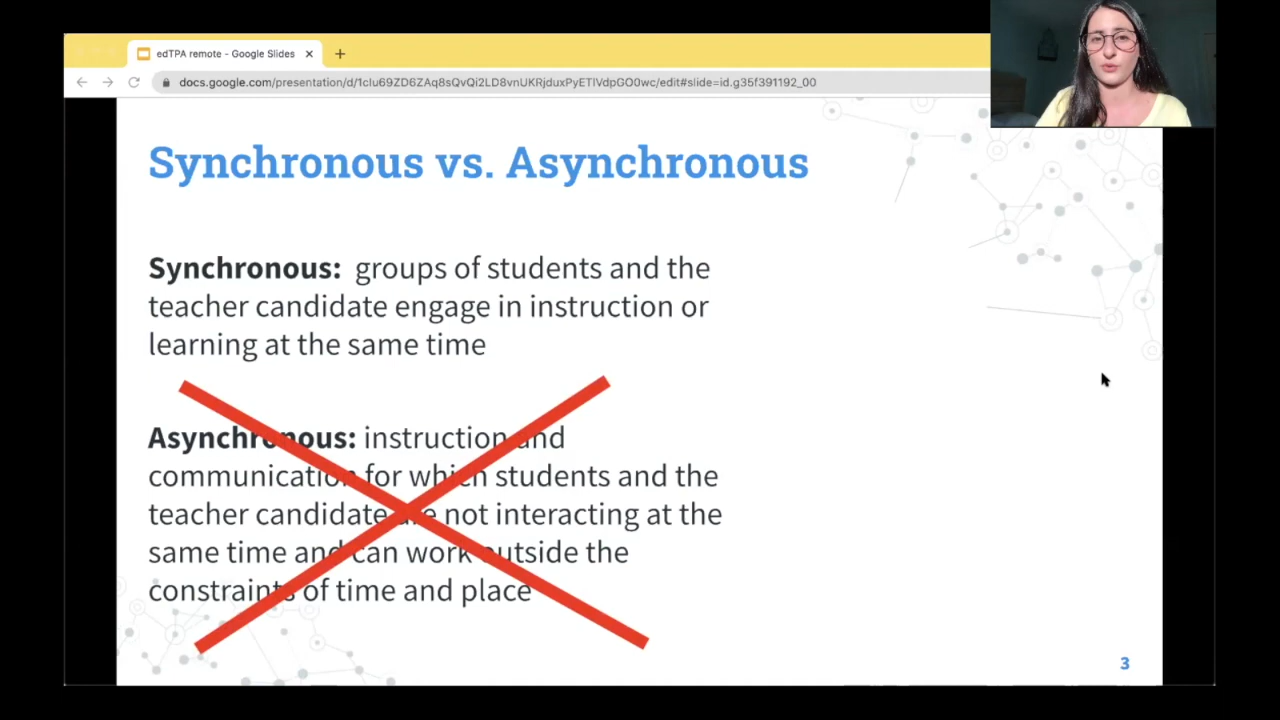 edTPA remote - Google Slides
docs.google.com/presentation/d/1clu69ZD6ZAq8sQvQi2LD8vnUKRjduxPyETIVdpGO0wc/edit#slide=id.g35f391192_00
Synchronous vs. Asynchronous
Synchronous: groups of students and the
teacher candidate engage in instruction or
learning at the same time
Asynchronous: instruction and
communication for which students and the
teacher candidate are not interacting at the
same time and can work outside the
constraints of time and place
3